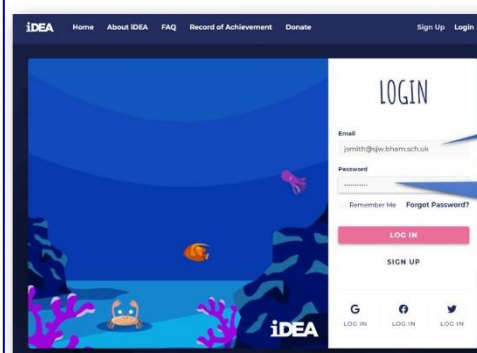 iDEA Home About iDEA FAQ Record of Achievement Donate Sign Up Login
LOGIN
Email
jsmith@sjw.bham.sch.uk
Password
............
Remember Me Forgot Password?
LOG IN
SIGN UP
G
LOG IN LOG IN LOG IN
iDEA